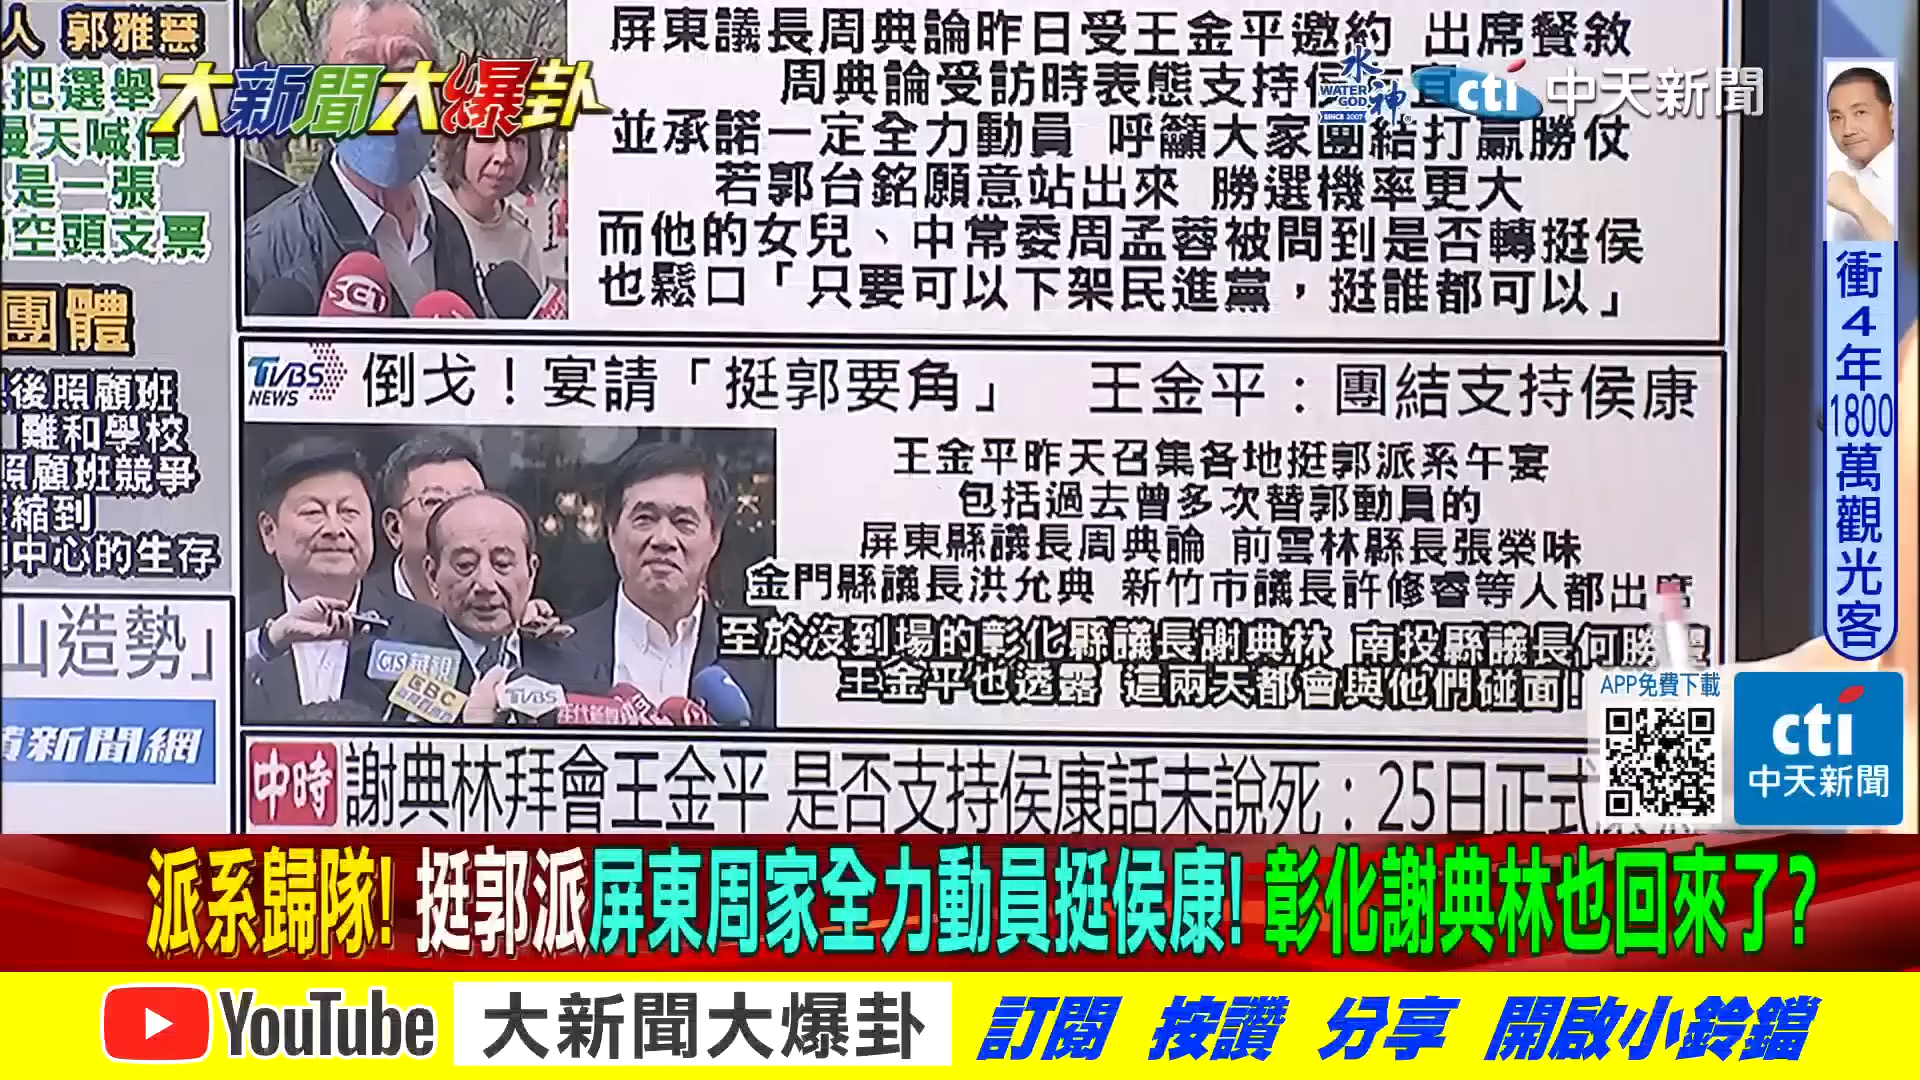 人 郭雅慧
把選舉
漫天喊價
是一張
空頭支票
團體
後照顧班
難和學校
照顧班競爭
縮到
中心的生存
山造勢」
新聞網
大新聞大爆卦
屏東議長周典論昨日受王金平邀約 出席餐敘
周典論受訪時表態支持侯
並承諾一定全力動員 呼籲大家團結打贏勝仗
若郭台銘願意站出來 勝選機率更大
而他的女兒、中常委周孟蓉被問到是否轉挺侯
也鬆口「只要可以下架民進黨，挺誰都可以」
水神
WATER GOD
SINCE 2007
cti 中天新聞
TVBS NEWS
倒戈！宴請「挺郭要角」 王金平：團結支持侯康
王金平昨天召集各地挺郭派系午宴
包括過去曾多次替郭動員的
屏東縣議長周典論 前雲林縣長張榮味
金門縣議長洪允典 新竹市議長許修睿等人都出席
至於沒到場的彰化縣議長謝典林 南投縣議長何勝豐
王金平也透露 這兩天都會與他們碰面!
SET
CTS 華視
EBC
TVBS
中時
謝典林拜會王金平 是否支持侯康話未說死：25日正式
衝4年1800萬觀光客
APP免費下載
cti
中天新聞
派系歸隊! 挺郭派屏東周家全力動員挺侯康! 彰化謝典林也回來了?
YouTube 大新聞大爆卦 訂閱 按讚 分享 開啟小鈴鐺